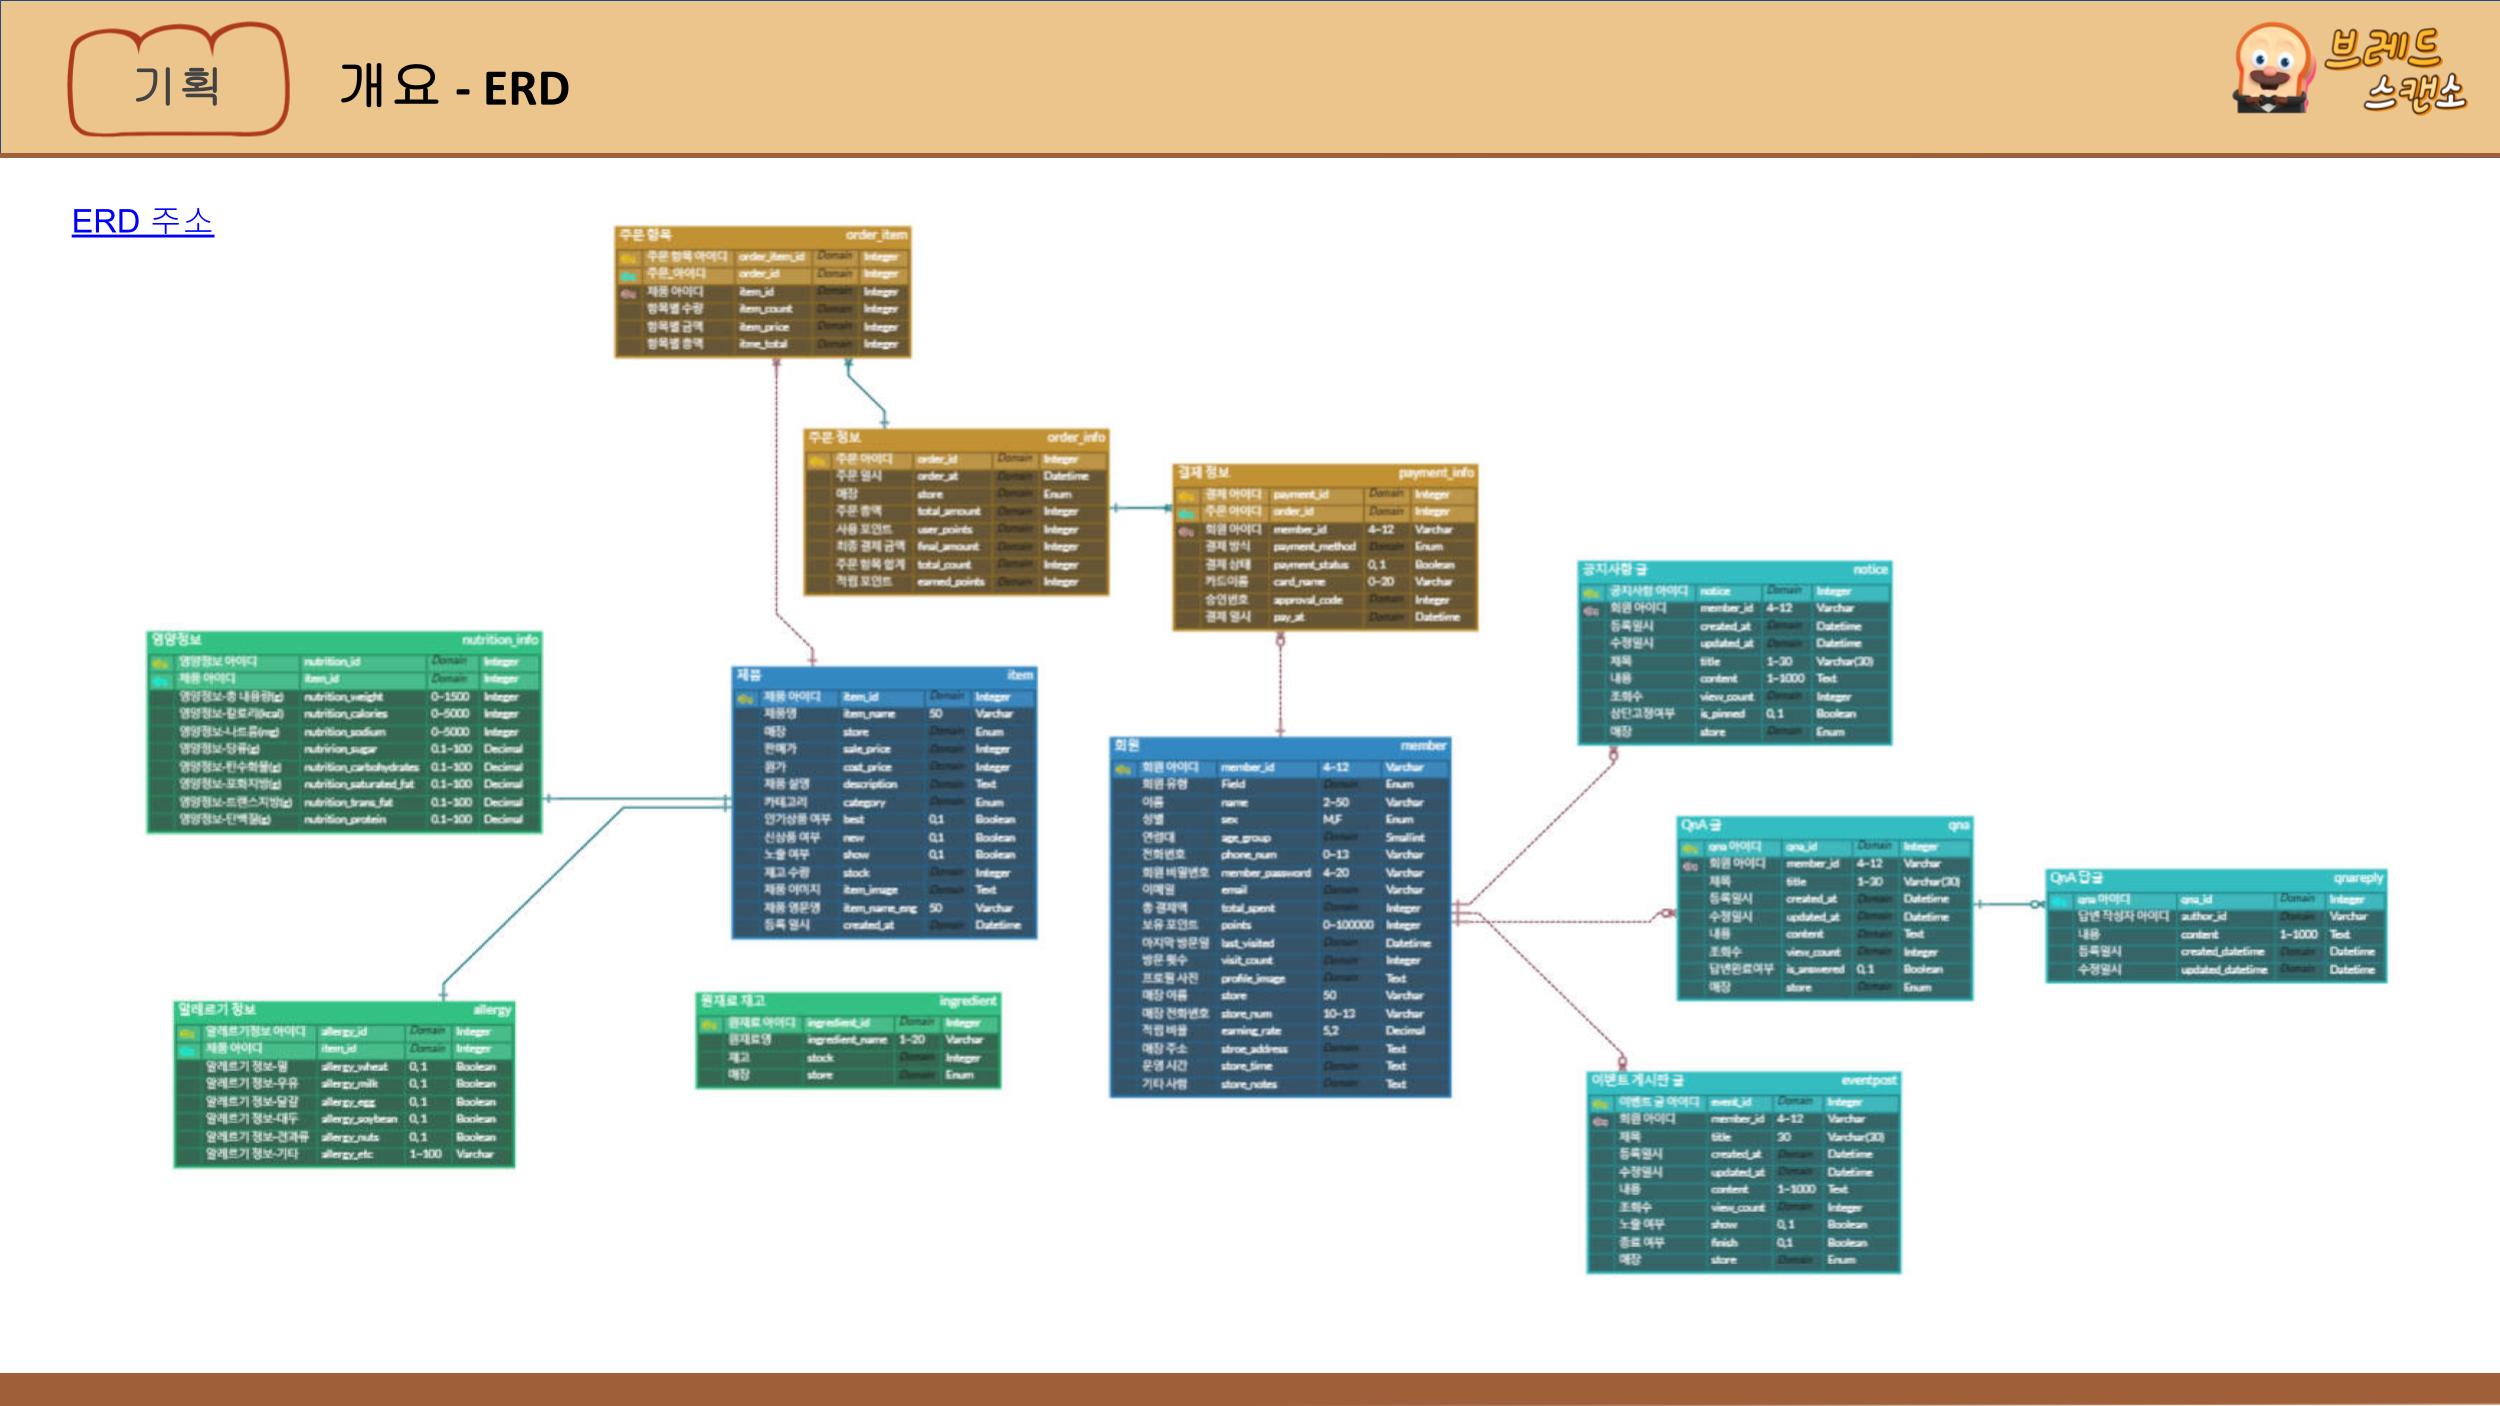 기획
개요 - ERD
브레드
스캔소
ERD 주소
주문 항목 order_item
주문 항목 아이디 order_item_id Domain Integer
주문_아이디 order_id Domain Integer
제품 아이디 item_id Domain Integer
항목별 수량 item_count Domain Integer
항목별 금액 item_price Domain Integer
항목별 총액 itme_total Domain Integer
주문 정보 order_info
주문 아이디 order_id Domain Integer
주문 일시 order_at Domain Datetime
매장 store Domain Enum
주문 총액 total_amount Domain Integer
사용 포인트 user_points Domain Integer
최종 결제 금액 final_amount Domain Integer
주문 항목 합계 total_count Domain Integer
적립 포인트 earned_points Domain Integer
결제 정보 payment_info
결제 아이디 payment_id Domain Integer
주문 아이디 order_id Domain Integer
회원 아이디 member_id 4~12 Varchar
결제 방식 payment_method Domain Enum
결제 상태 payment_status 0, 1 Boolean
카드이름 card_name 0~20 Varchar
승인번호 approval_code Domain Integer
결제 일시 pay_at Domain Datetime
공지사항 글 notice
공지사항 아이디 notice Domain Integer
회원 아이디 member_id 4~12 Varchar
등록일시 created_at Domain Datetime
수정일시 updated_at Domain Datetime
제목 title 1~30 Varchar(30)
내용 content 1~1000 Text
조회수 view_count Domain Integer
상단고정여부 is_pinned 0, 1 Boolean
매장 store Domain Enum
영양정보 nutrition_info
영양정보 아이디 nutrition_id Domain Integer
제품 아이디 item_id Domain Integer
영양정보-총 내용량(g) nutrition_weight 0~1500 Integer
영양정보-칼로리(kcal) nutrition_calories 0~5000 Integer
영양정보-나트륨(mg) nutrition_sodium 0~5000 Integer
영양정보-당류(g) nutririon_sugar 0.1~100 Decimal
영양정보-탄수화물(g) nutrition_carbohydrates 0.1~100 Decimal
영양정보-포화지방(g) nutrition_saturated_fat 0.1~100 Decimal
영양정보-트랜스지방(g) nutrition_trans_fat 0.1~100 Decimal
영양정보-단백질(g) nutrition_protein 0.1~100 Decimal
제품 item
제품 아이디 item_id Domain Integer
제품명 item_name 50 Varchar
매장 store Domain Enum
판매가 sale_price Domain Integer
원가 cost_price Domain Integer
제품 설명 description Domain Text
카테고리 category Domain Enum
인기상품 여부 best 0,1 Boolean
신상품 여부 new 0,1 Boolean
노출 여부 show 0,1 Boolean
재고 수량 stock Domain Integer
제품 이미지 item_image Domain Text
제품 영문명 item_name_eng 50 Varchar
등록 일시 created_at Domain Datetime
회원 member
회원 아이디 member_id 4~12 Varchar
회원 유형 Field Domain Enum
이름 name 2~50 Varchar
성별 sex M,F Enum
연령대 age_group Domain Smallint
전화번호 phone_num 0~13 Varchar
회원 비밀번호 member_password 4~20 Varchar
이메일 email Domain Varchar
총 결제액 total_spent Domain Integer
보유 포인트 points 0~100000 Integer
마지막 방문일 last_visited Domain Datetime
방문 횟수 visit_count Domain Integer
프로필 사진 profile_image Domain Text
매장 이름 store 50 Varchar
매장 전화번호 store_num 10~13 Varchar
적립 비율 earning_rate 5,2 Decimal
매장 주소 stroe_address Domain Text
운영 시간 store_time Domain Text
기타 사항 store_notes Domain Text
QnA 글 qna
qna 아이디 qna_id Domain Integer
회원 아이디 member_id 4~12 Varchar
제목 title 1~30 Varchar(30)
등록일시 created_at Domain Datetime
수정일시 updated_at Domain Datetime
내용 content Domain Text
조회수 view_count Domain Integer
답변완료여부 is_answered 0, 1 Boolean
매장 store Domain Enum
QnA 답글 qnareply
qna 아이디 qna_id Domain Integer
답변 작성자 아이디 author_id Domain Varchar
내용 content 1~1000 Text
등록일시 created_datetime Domain Datetime
수정일시 updated_datetime Domain Datetime
알레르기 정보 allergy
알레르기정보 아이디 allergy_id Domain Integer
제품 아이디 item_id Domain Integer
알레르기 정보-밀 allergy_wheat 0, 1 Boolean
알레르기 정보-우유 allergy_milk 0, 1 Boolean
알레르기 정보-달걀 allergy_egg 0, 1 Boolean
알레르기 정보-대두 allergy_soybean 0, 1 Boolean
알레르기 정보-견과류 allergy_nuts 0, 1 Boolean
알레르기 정보-기타 allergy_etc 1~100 Varchar
원재료 재고 ingredient
원재료 아이디 ingredient_id Domain Integer
원재료명 ingredient_name 1~20 Varchar
재고 stock Domain Integer
매장 store Domain Enum
이벤트 게시판 글 eventpost
이벤트 글 아이디 event_id Domain Integer
회원 아이디 member_id 4~12 Varchar
제목 title 30 Varchar(30)
등록일시 created_at Domain Datetime
수정일시 updated_at Domain Datetime
내용 content 1~1000 Text
조회수 view_count Domain Integer
노출 여부 show 0, 1 Boolean
종료 여부 finish 0,1 Boolean
매장 store Domain Enum